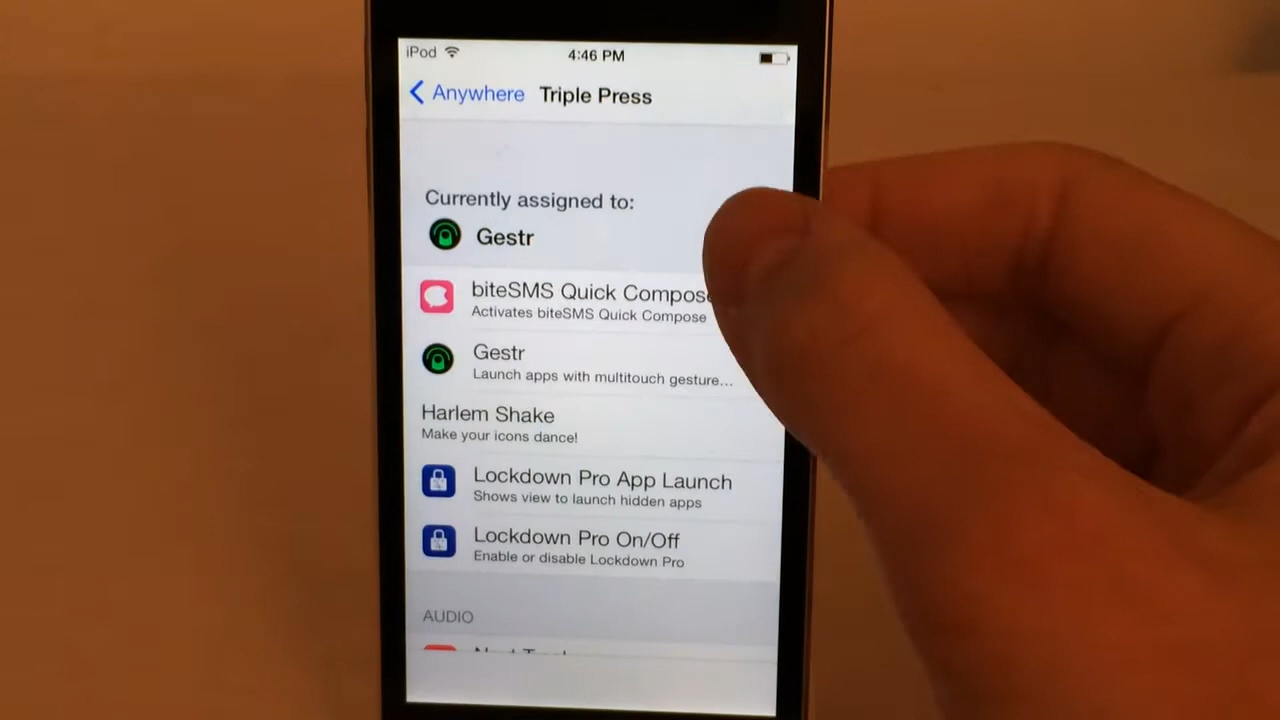 iPod 4:46 PM
Anywhere Triple Press
Currently assigned to:
Gestr
biteSMS Quick Compose
Activates biteSMS Quick Compose
Gestr
Launch apps with multitouch gesture...
Harlem Shake
Make your icons dance!
Lockdown Pro App Launch
Shows view to launch hidden apps
Lockdown Pro On/Off
Enable or disable Lockdown Pro
AUDIO